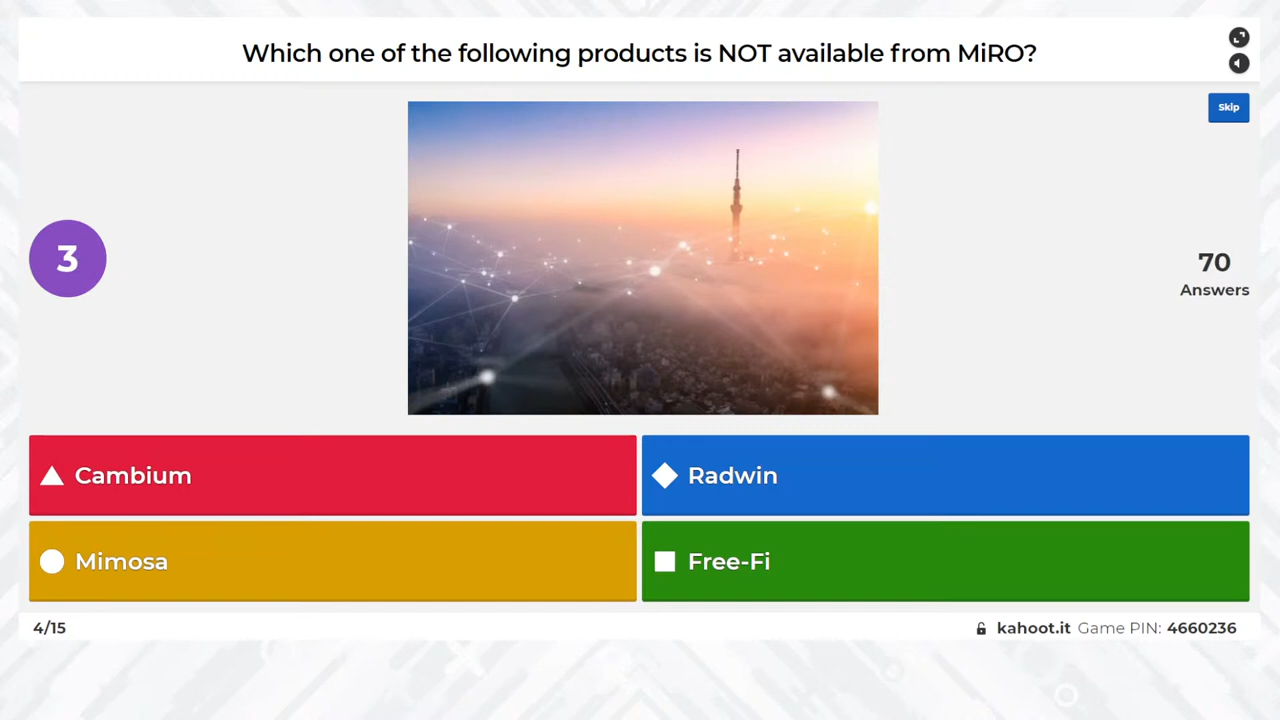 Which one of the following products is NOT available from MiRO?
Skip
3
70
Answers
Cambium
Radwin
Mimosa
Free-Fi
4/15
kahoot.it Game PIN: 4660236